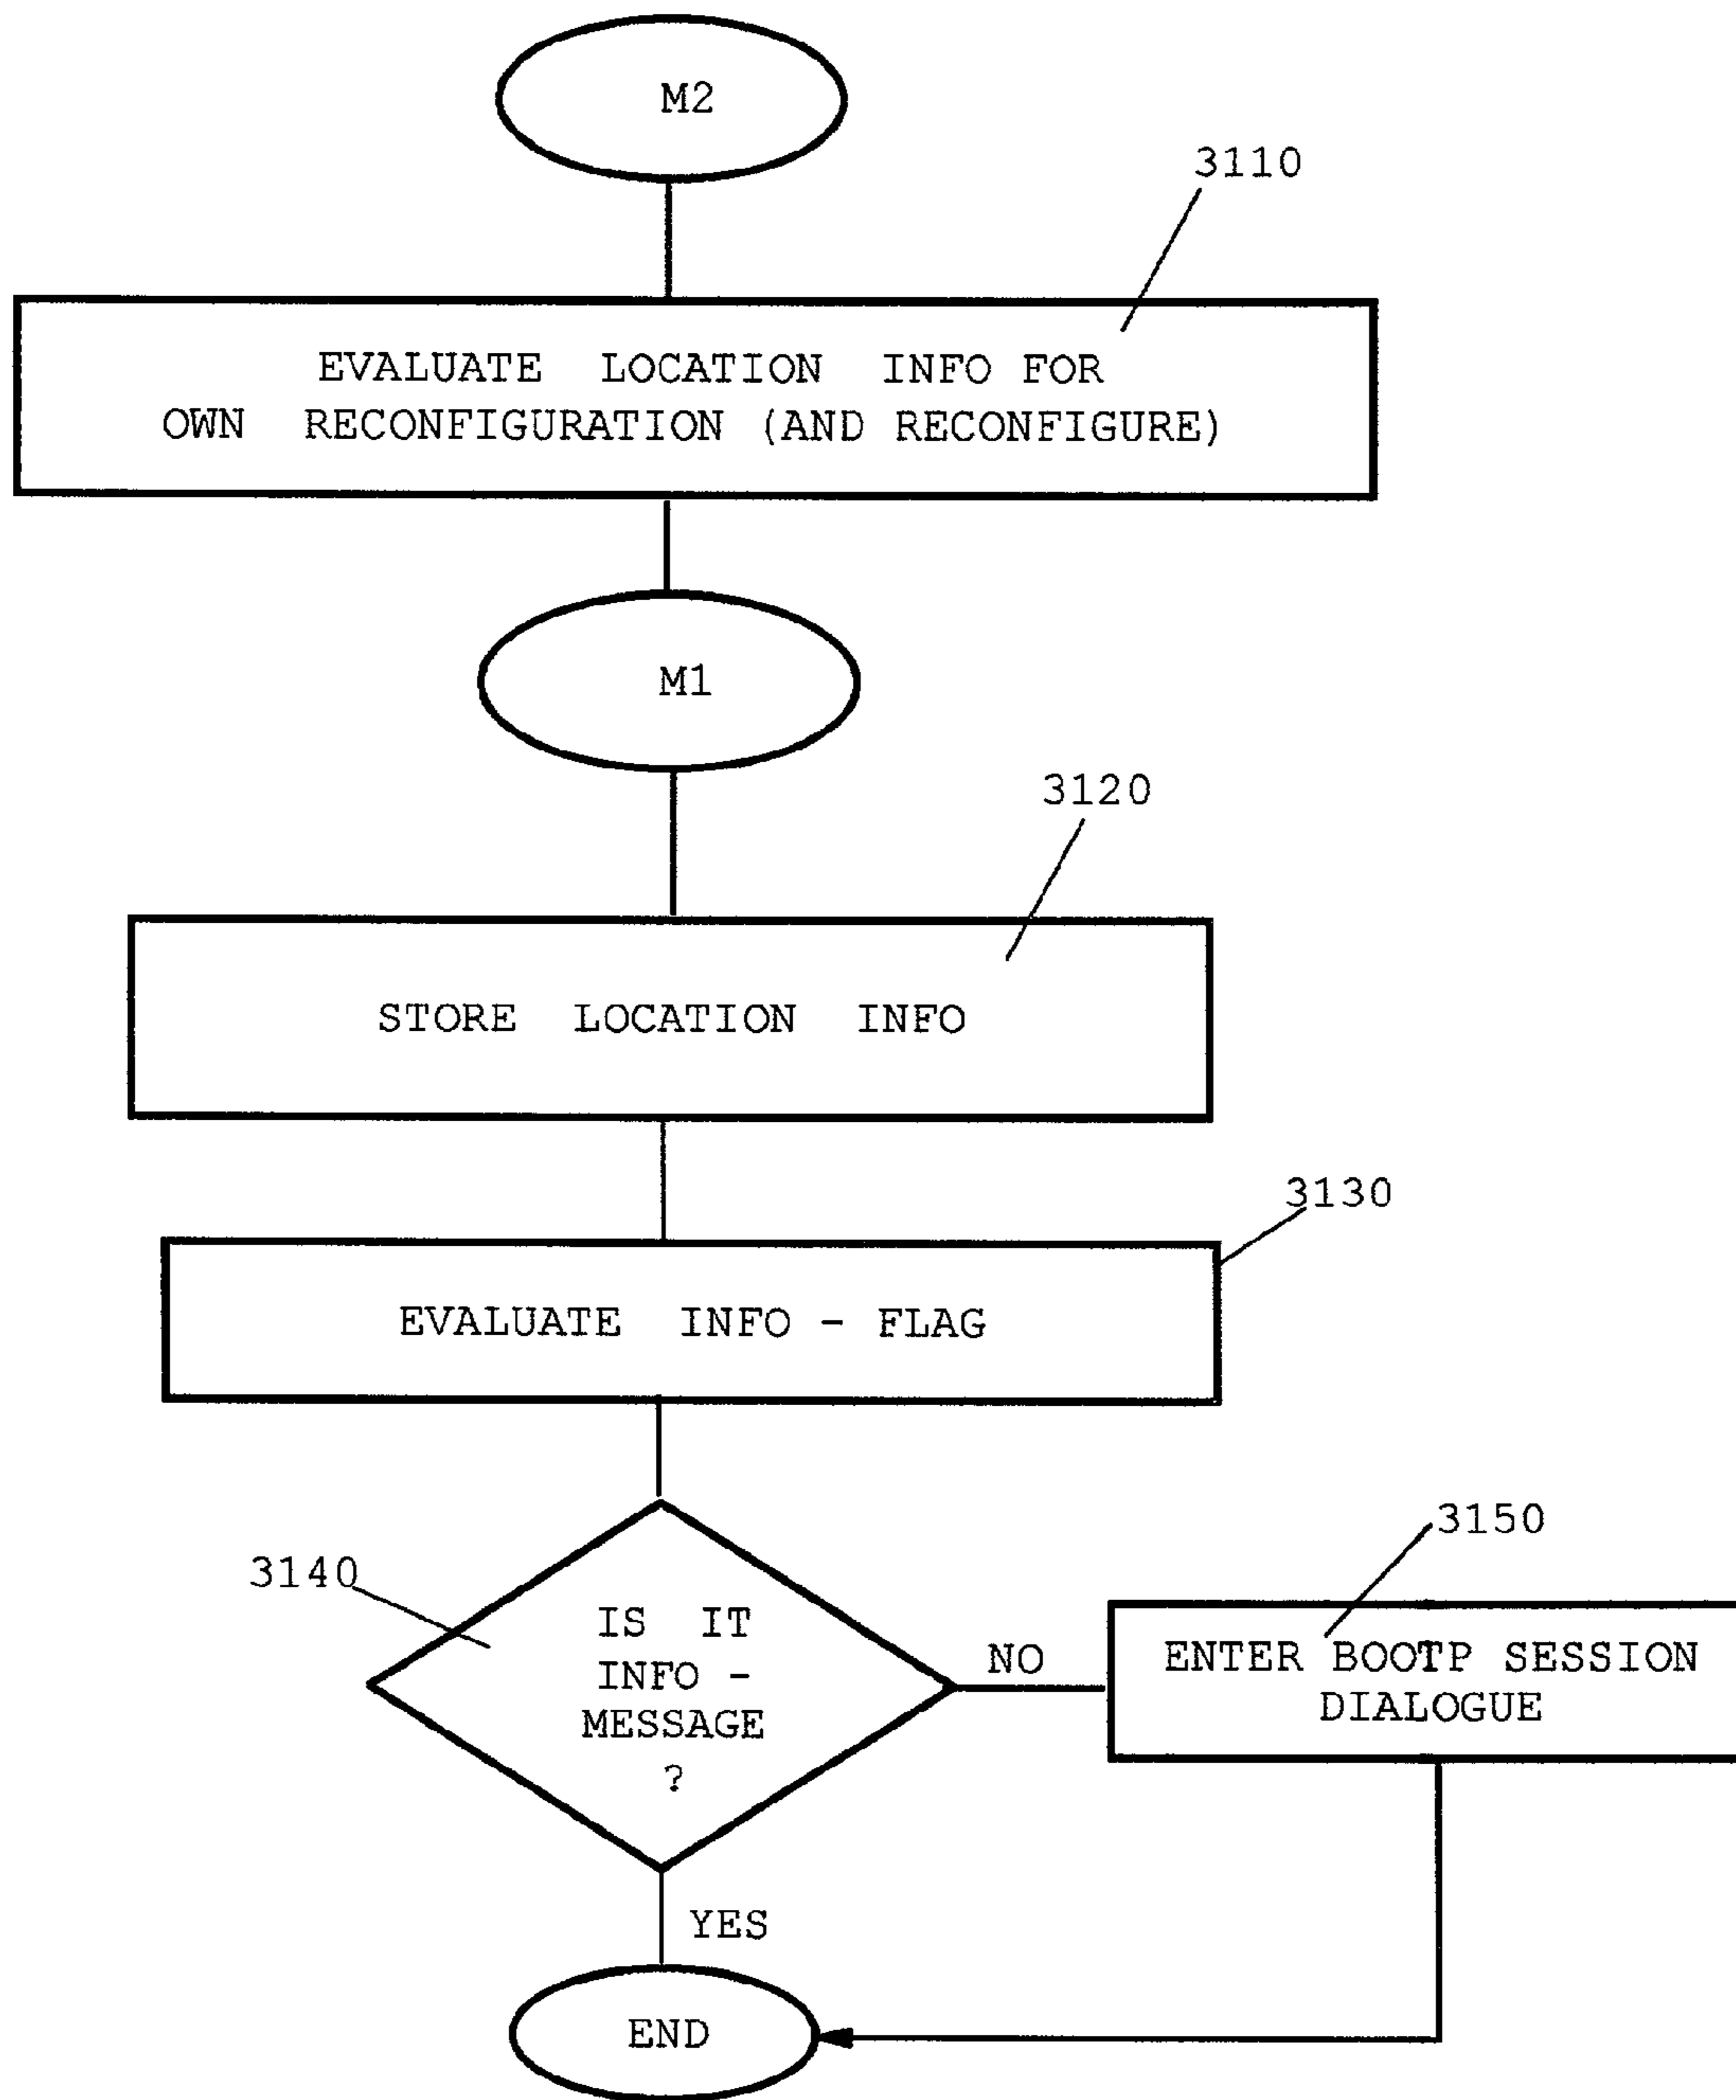 M2
3110
EVALUATE LOCATION INFO FOR
OWN RECONFIGURATION (AND RECONFIGURE)
M1
3120
STORE LOCATION INFO
3130
EVALUATE INFO - FLAG
3140
IS IT
INFO -
MESSAGE
?
NO
3150
ENTER BOOTP SESSION
DIALOGUE
YES
END